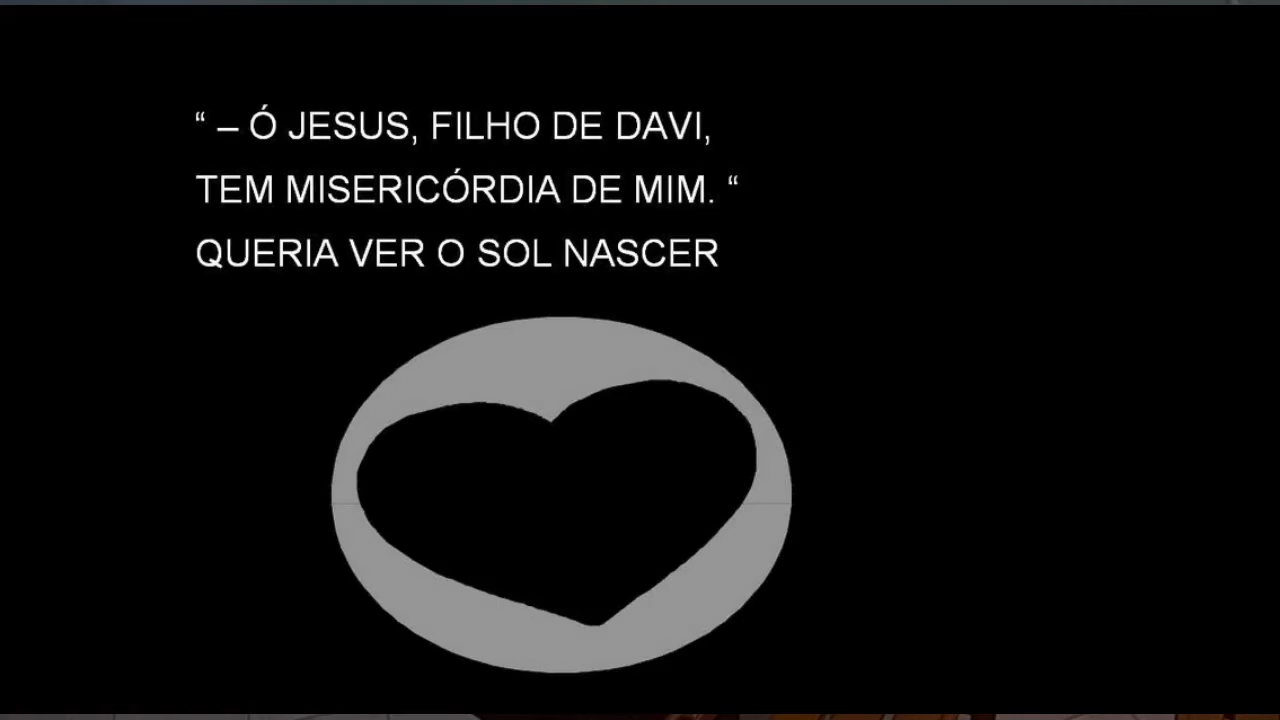 “ – Ó JESUS, FILHO DE DAVI,
TEM MISERICÓRDIA DE MIM. “
QUERIA VER O SOL NASCER